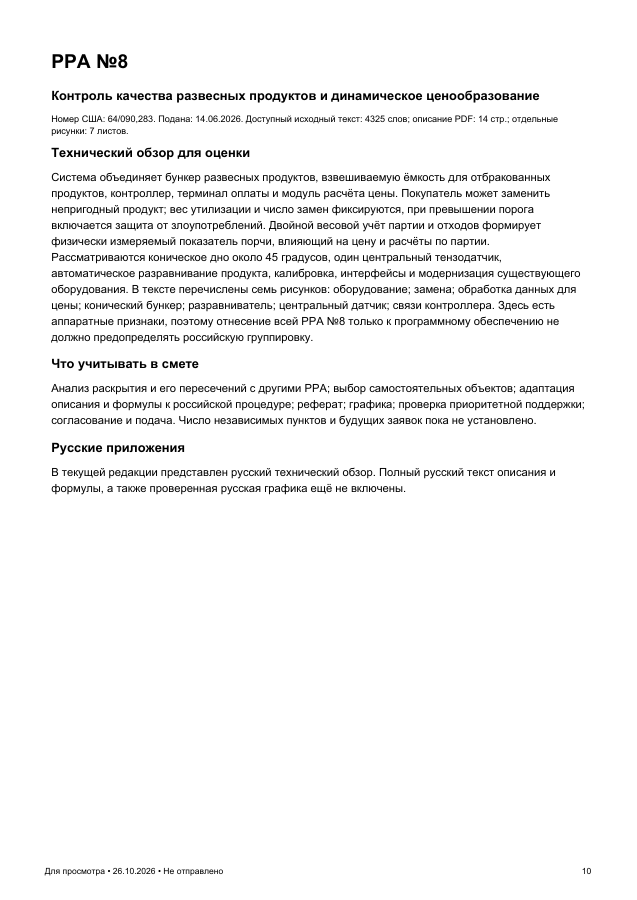 PPA №8
Контроль качества развесных продуктов и динамическое ценообразование
Номер США: 64/090,283. Подана: 14.06.2026. Доступный исходный текст: 4325 слов; описание PDF: 14 стр.; отдельные
рисунки: 7 листов.
Технический обзор для оценки
Система объединяет бункер развесных продуктов, взвешиваемую ёмкость для отбракованных
продуктов, контроллер, терминал оплаты и модуль расчёта цены. Покупатель может заменить
непригодный продукт; вес утилизации и число замен фиксируются, при превышении порога
включается защита от злоупотреблений. Двойной весовой учёт партии и отходов формирует
физически измеряемый показатель порчи, влияющий на цену и расчёты по партии.
Рассматриваются коническое дно около 45 градусов, один центральный тензодатчик,
автоматическое разравнивание продукта, калибровка, интерфейсы и модернизация существующего
оборудования. В тексте перечислены семь рисунков: оборудование; замена; обработка данных для
цены; конический бункер; разравниватель; центральный датчик; связи контроллера. Здесь есть
аппаратные признаки, поэтому отнесение всей PPA №8 только к программному обеспечению не
должно предопределять российскую группировку.
Что учитывать в смете
Анализ раскрытия и его пересечений с другими PPA; выбор самостоятельных объектов; адаптация
описания и формулы к российской процедуре; реферат; графика; проверка приоритетной поддержки;
согласование и подача. Число независимых пунктов и будущих заявок пока не установлено.
Русские приложения
В текущей редакции представлен русский технический обзор. Полный русский текст описания и
формулы, а также проверенная русская графика ещё не включены.
Для просмотра • 26.10.2026 • Не отправлено
10